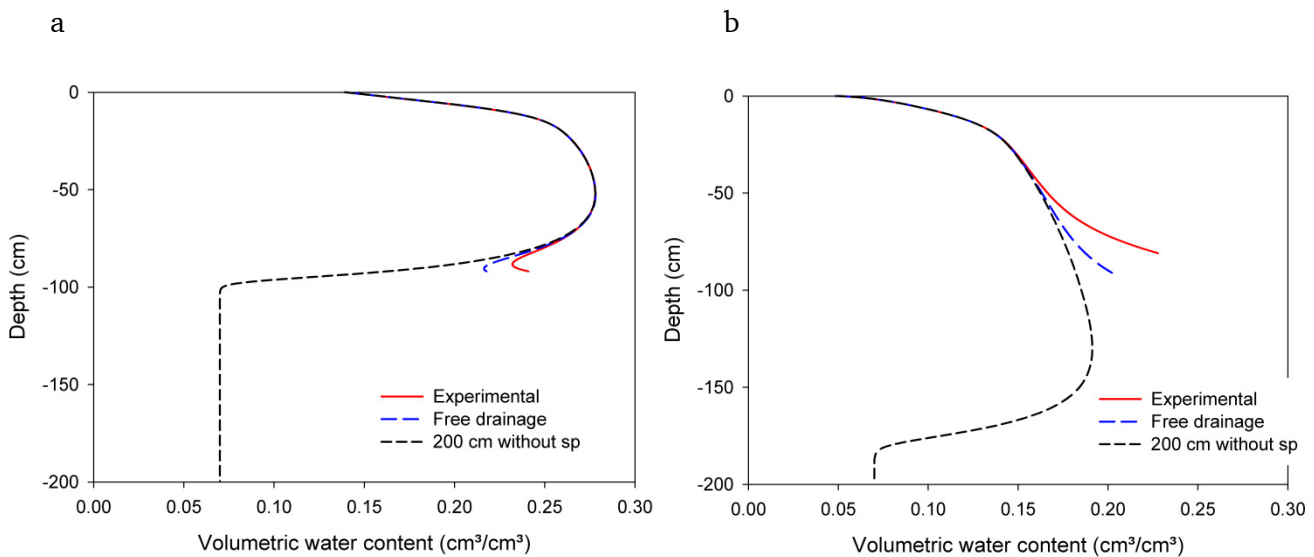 a
0
-50
-100
-150
-200
0.00 0.05 0.10 0.15 0.20 0.25 0.30
Depth (cm)
Volumetric water content (cm³/cm³)
Experimental
Free drainage
200 cm without sp
b
0
-50
-100
-150
-200
0.00 0.05 0.10 0.15 0.20 0.25 0.30
Depth (cm)
Volumetric water content (cm³/cm³)
Experimental
Free drainage
200 cm without sp